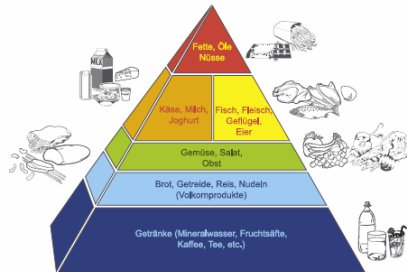 Fette, Öle
Nüsse
Käse, Milch,
Joghurt
Fisch, Fleisch,
Geflügel,
Eier
Gemüse, Salat,
Obst
Brot, Getreide, Reis, Nudeln
(Volkomprodukte)
Getränke (Mineralwasser, Fruchtsäfte,
Kaffee, Tee, etc.)
MILK